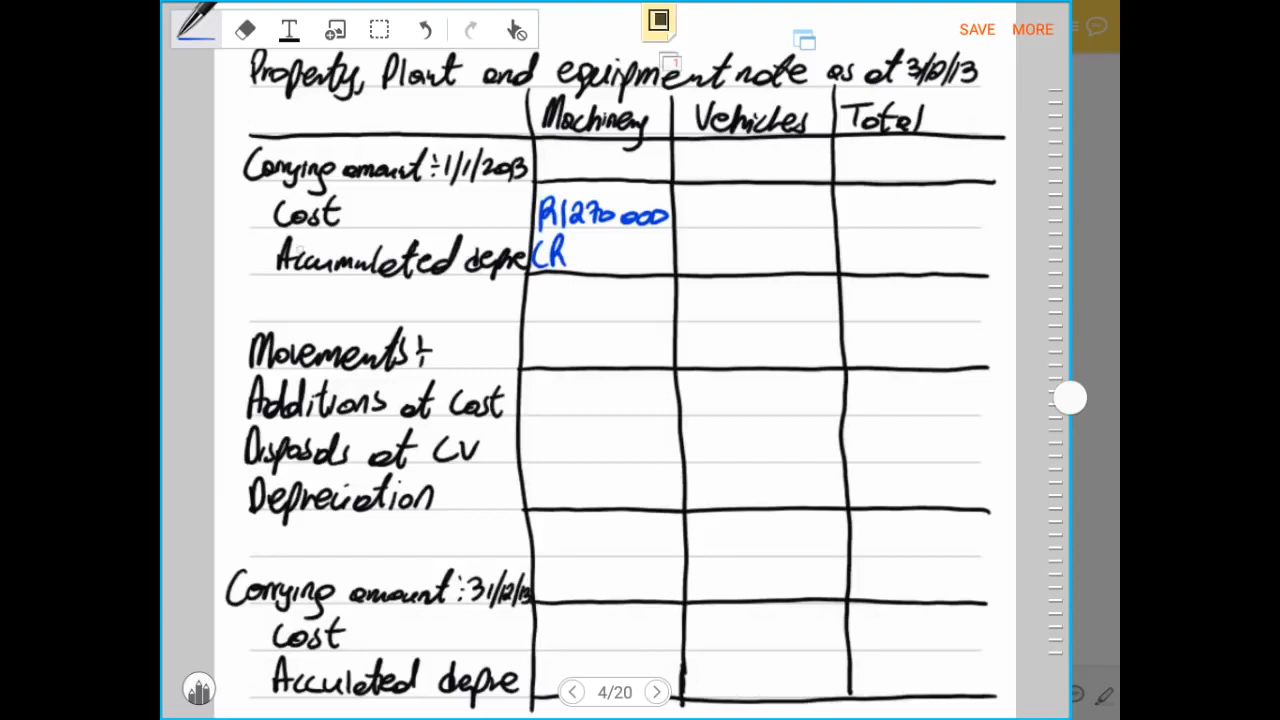 SAVE MORE
Property, Plant and equipment note as at 31/12/13
Machinery Vehicles Total
Carrying amount : 1/1/2013
Cost R1270 000
Accumulated depre (R
Movements :
Additions at cost
Disposals at CV
Depreciation
Carrying amount : 31/12/13
Cost
Acculated depre
4/20